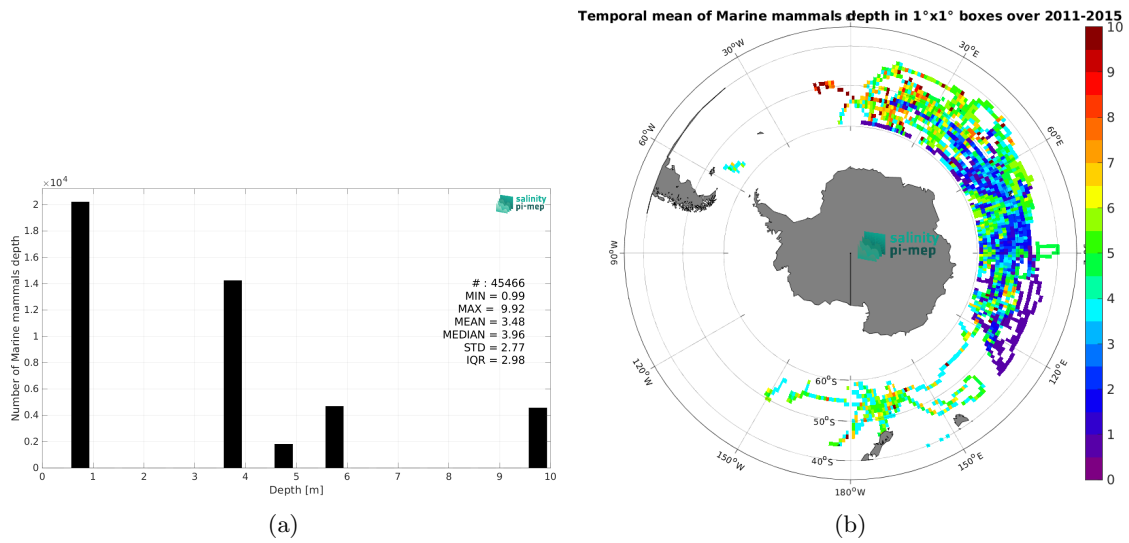 Temporal mean of Marine mammals depth in 1°x1° boxes over 2011-2015
×10⁴
2
1.8
1.6
1.4
1.2
1
0.8
0.6
0.4
0.2
0
Number of Marine mammals depth
salinity
pi-mep
# : 45466
MIN = 0.99
MAX = 9.92
MEAN = 3.48
MEDIAN = 3.96
STD = 2.77
IQR = 2.98
0 1 2 3 4 5 6 7 8 9 10
Depth [m]
(a)
30°W
30°E
60°W
60°E
90°W
salinity
pi-mep
120°W
120°E
60°S
50°S
40°S
150°W
150°E
180°W
10
9
8
7
6
5
4
3
2
1
0
(b)